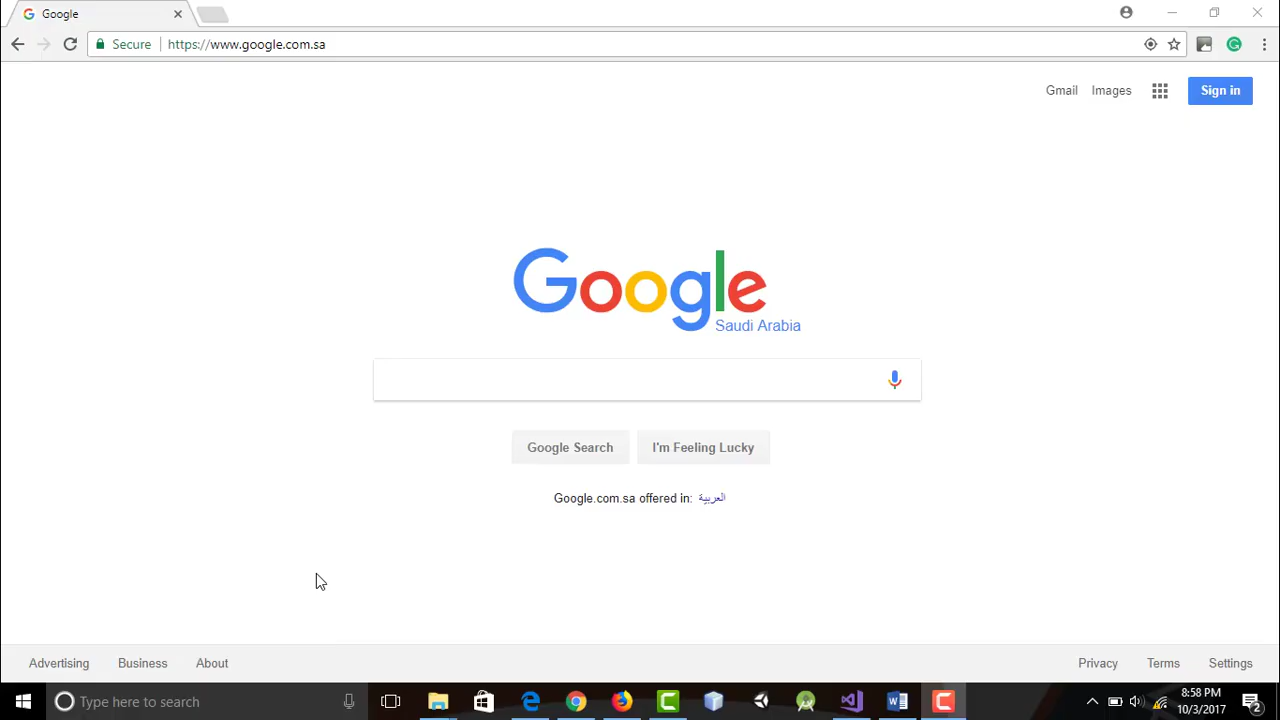 Google
Secure
https://www.google.com.sa
Gmail
Images
Sign in
Google
Saudi Arabia
Google Search
I'm Feeling Lucky
Google.com.sa offered in: العربية
Advertising
Business
About
Privacy
Terms
Settings
Type here to search
8:58 PM
10/3/2017
2